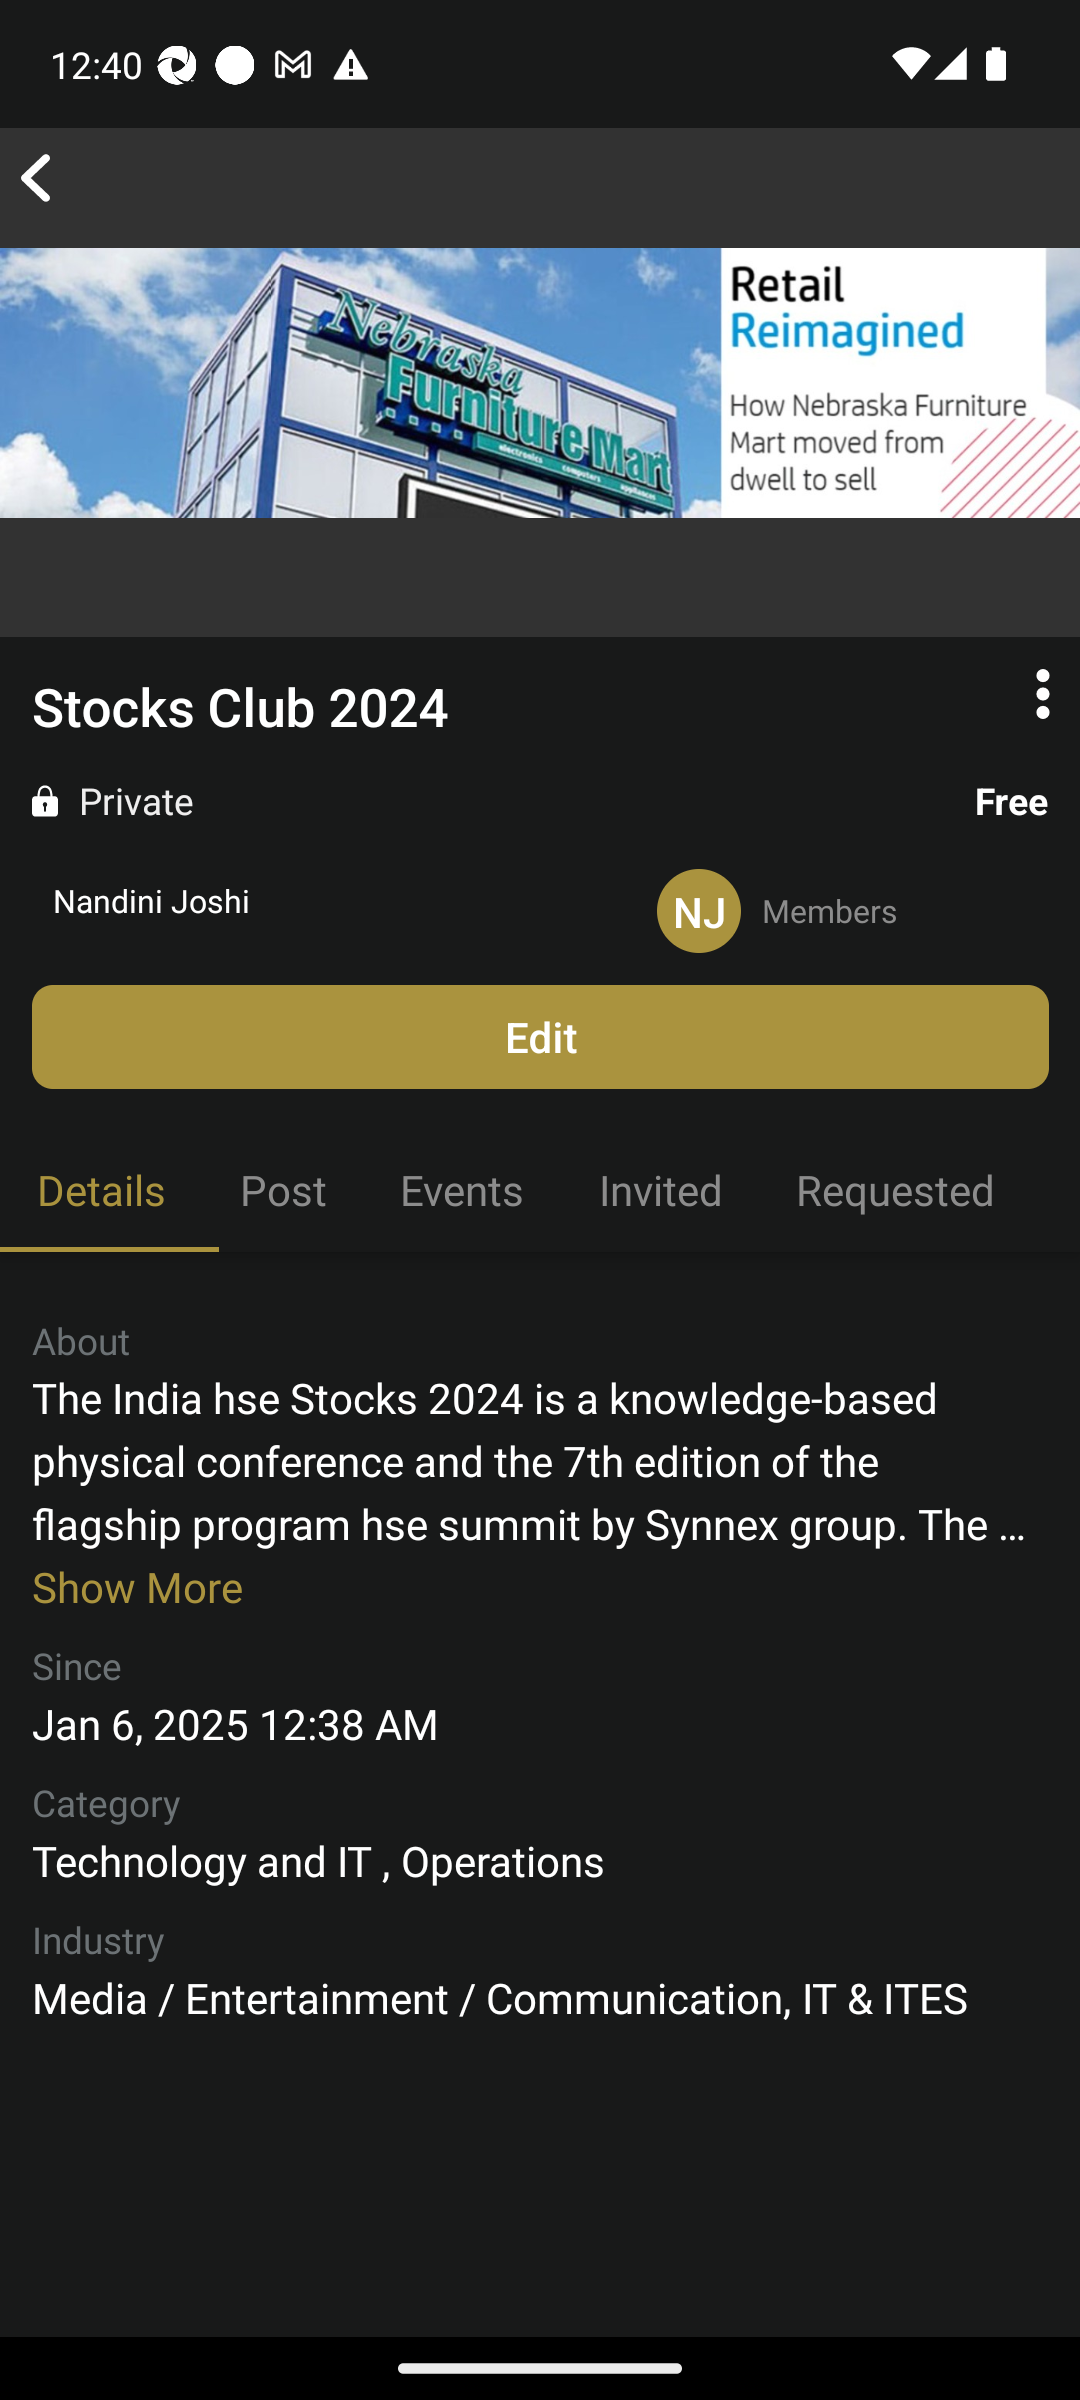 12:40
Nebraska
Furniture Mart
electronics computers appliances
Retail
Reimagined
How Nebraska Furniture
Mart moved from
dwell to sell
Stocks Club 2024
Private
Free
Nandini Joshi
NJ
Members
Edit
Details
Post
Events
Invited
Requested
About
The India hse Stocks 2024 is a knowledge-based
physical conference and the 7th edition of the
flagship program hse summit by Synnex group. The ...
Show More
Since
Jan 6, 2025 12:38 AM
Category
Technology and IT , Operations
Industry
Media / Entertainment / Communication, IT & ITES